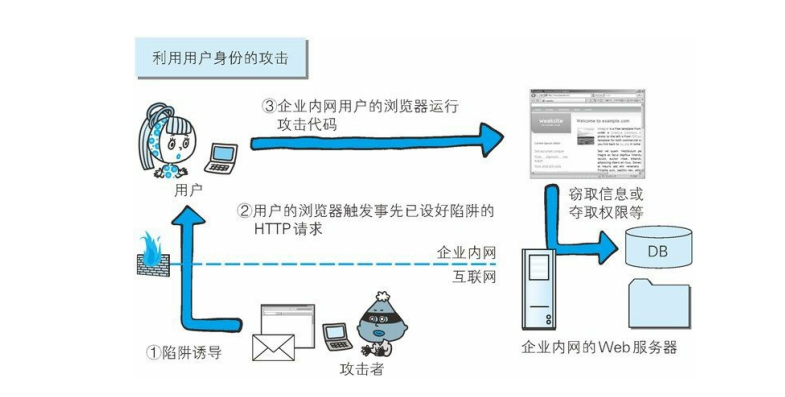 利用用户身份的攻击
③企业内网用户的浏览器运行
攻击代码
weaksite
Welcome to example.com
用户
窃取信息或
夺取权限等
②用户的浏览器触发事先已设好陷阱的
HTTP请求
企业内网
互联网
DB
①陷阱诱导
攻击者
企业内网的Web服务器